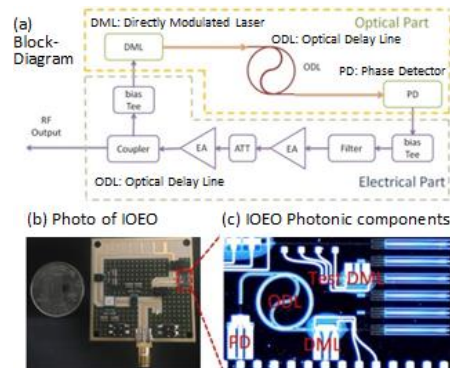 (a)
Block-
Diagram
DML: Directly Modulated Laser
Optical Part
ODL: Optical Delay Line
DML
ODL
PD: Phase Detector
PD
bias
Tee
RF
Output
Coupler
EA
ATT
EA
Filter
bias
Tee
ODL: Optical Delay Line
Electrical Part
(b) Photo of IOEO
(c) IOEO Photonic components
Test DML
ODL
PD
DML